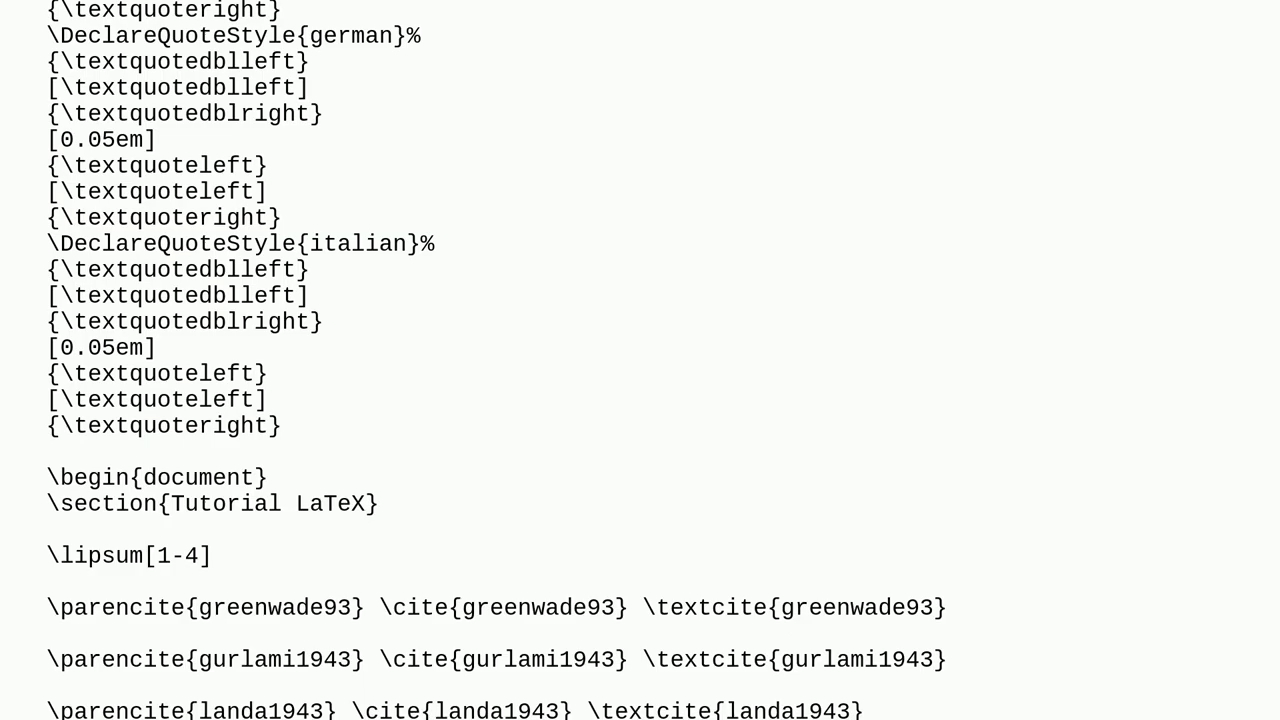 {\textquoteright}
\DeclareQuoteStyle{german}%
{\textquotedblleft}
[\textquotedblleft]
{\textquotedblright}
[0.05em]
{\textquoteleft}
[\textquoteleft]
{\textquoteright}
\DeclareQuoteStyle{italian}%
{\textquotedblleft}
[\textquotedblleft]
{\textquotedblright}
[0.05em]
{\textquoteleft}
[\textquoteleft]
{\textquoteright}
\begin{document}
\section{Tutorial LaTeX}
\lipsum[1-4]
\parencite{greenwade93} \cite{greenwade93} \textcite{greenwade93}
\parencite{gurlami1943} \cite{gurlami1943} \textcite{gurlami1943}
\parencite{landa1943} \cite{landa1943} \textcite{landa1943}